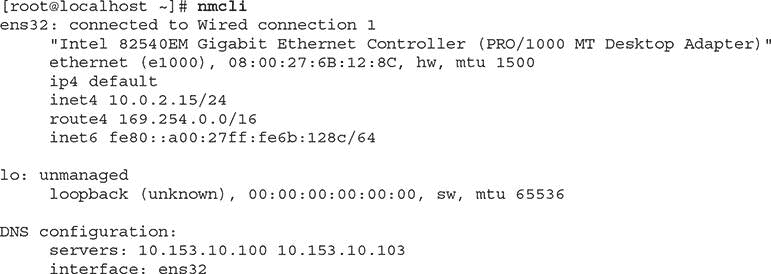 [root@localhost ~]# nmcli
ens32: connected to Wired connection 1
"Intel 82540EM Gigabit Ethernet Controller (PRO/1000 MT Desktop Adapter)"
ethernet (e1000), 08:00:27:6B:12:8C, hw, mtu 1500
ip4 default
inet4 10.0.2.15/24
route4 169.254.0.0/16
inet6 fe80::a00:27ff:fe6b:128c/64
lo: unmanaged
loopback (unknown), 00:00:00:00:00:00, sw, mtu 65536
DNS configuration:
servers: 10.153.10.100 10.153.10.103
interface: ens32